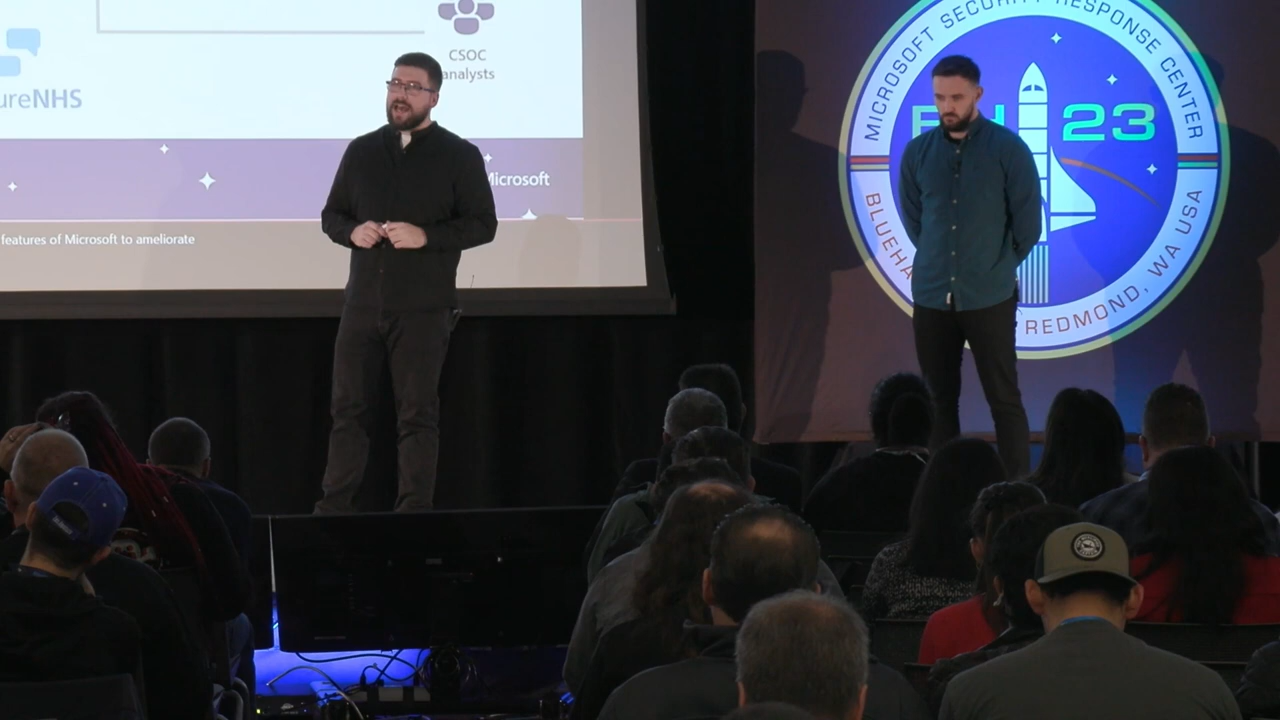 CSOC
analysts
ureNHS
Microsoft
features of Microsoft to ameliorate
MICROSOFT SECURITY RESPONSE CENTER
23
BLUEHA
REDMOND, WA USA